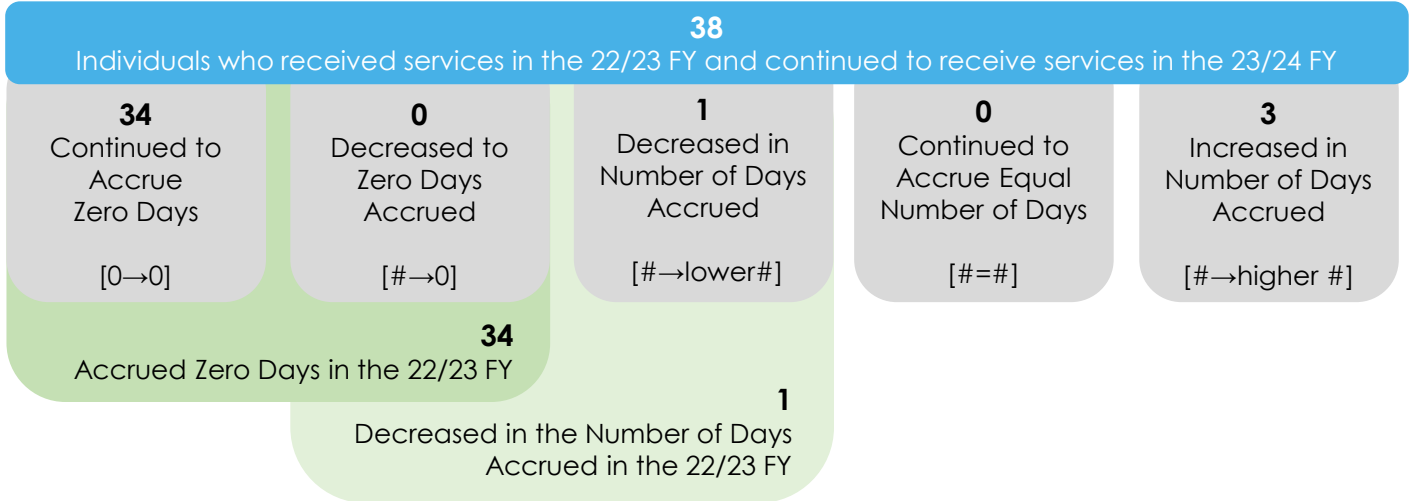 38
Individuals who received services in the 22/23 FY and continued to receive services in the 23/24 FY
34
Continued to
Accrue
Zero Days
[0→0]
0
Decreased to
Zero Days
Accrued
[#→0]
1
Decreased in
Number of Days
Accrued
[#→lower#]
0
Continued to
Accrue Equal
Number of Days
[#=#]
3
Increased in
Number of Days
Accrued
[#→higher #]
34
Accrued Zero Days in the 22/23 FY
1
Decreased in the Number of Days
Accrued in the 22/23 FY